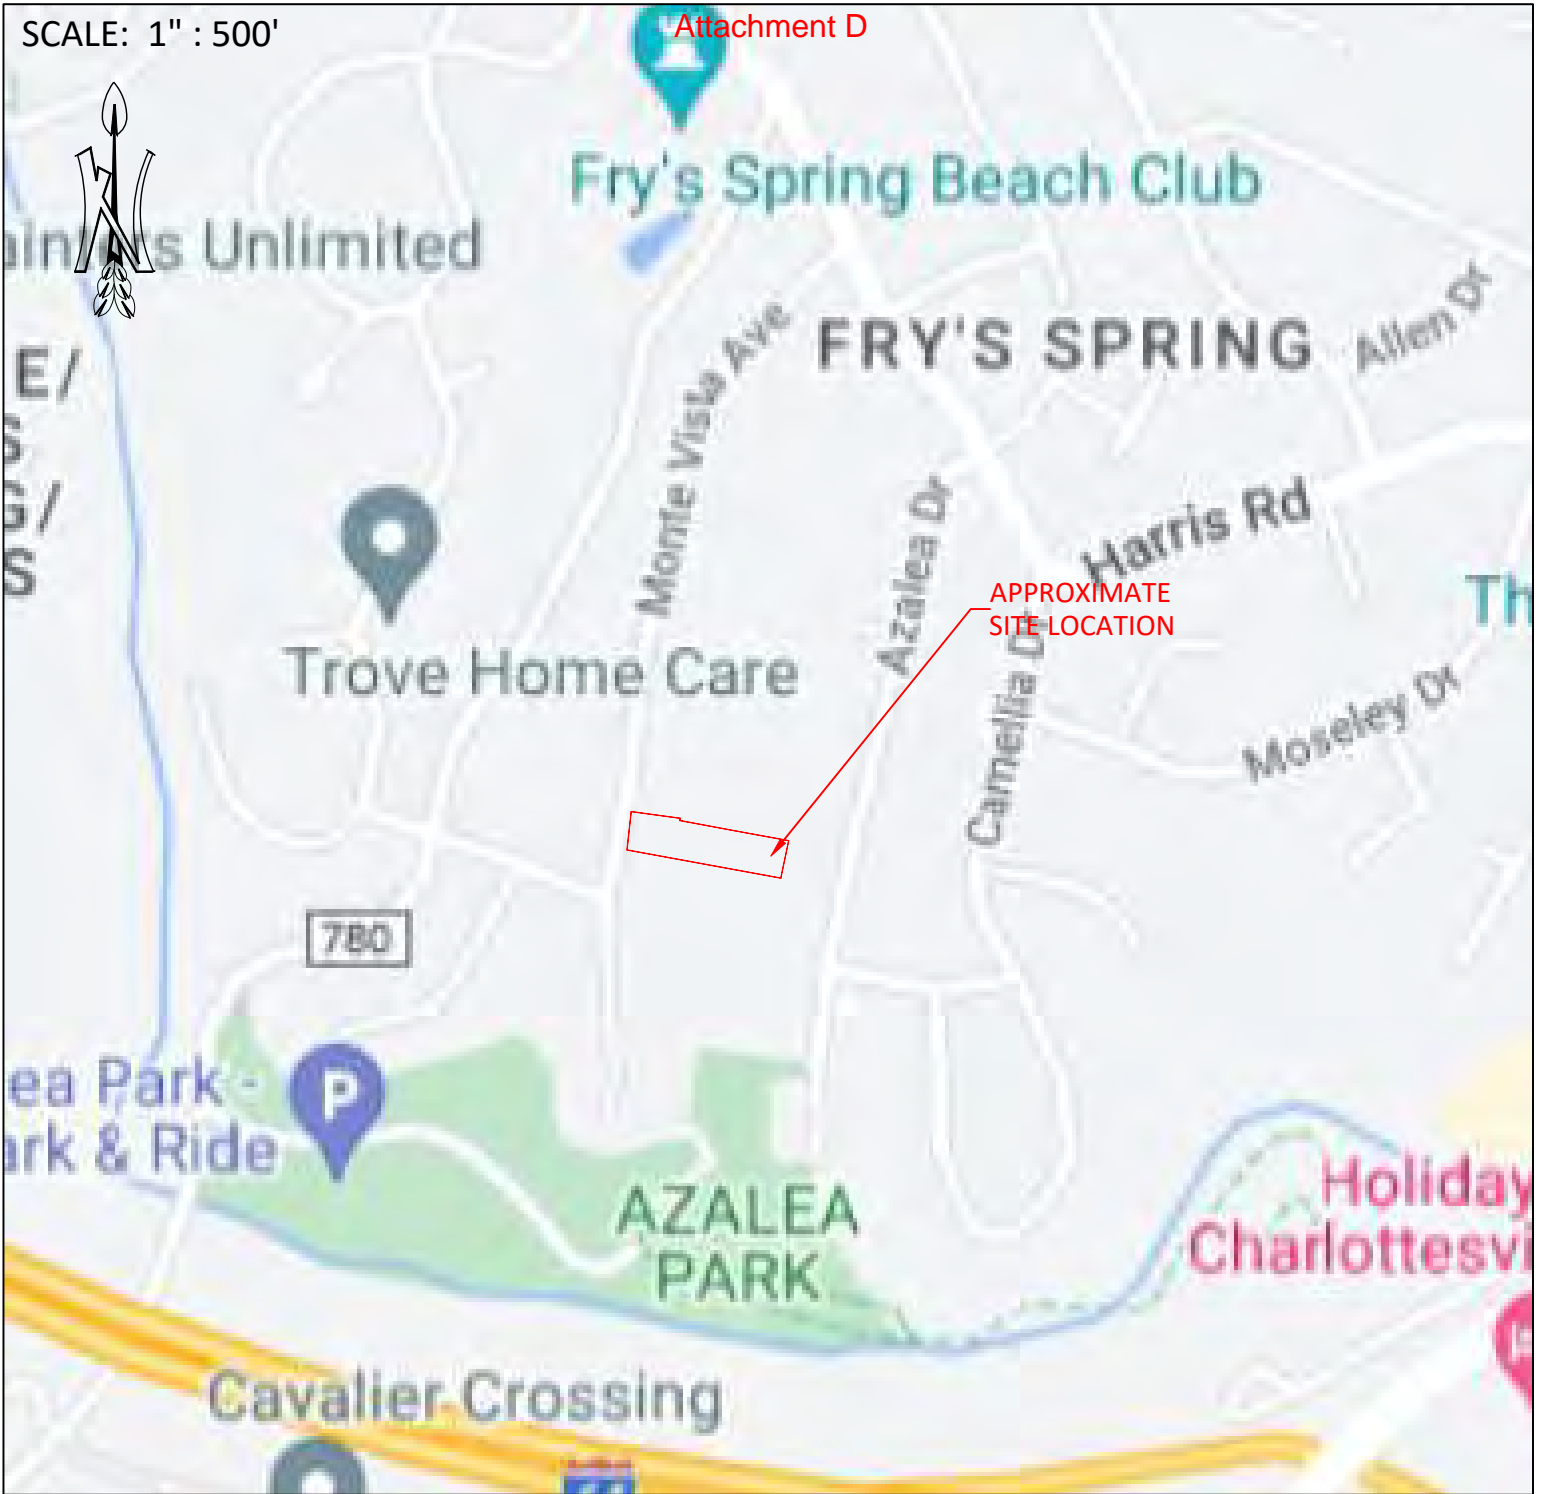 SCALE: 1" : 500'
Attachment D
Fry's Spring Beach Club
s Unlimited
FRY'S SPRING
Allen Dr
E/
S
G/
S
Monte Vista Ave
Azalea Dr
Harris Rd
APPROXIMATE
SITE LOCATION
Th
Trove Home Care
Camellia Dr
Moseley Dr
780
ea Park -
ark & Ride
P
AZALEA
PARK
Holiday
Charlottesvi
Cavalier Crossing